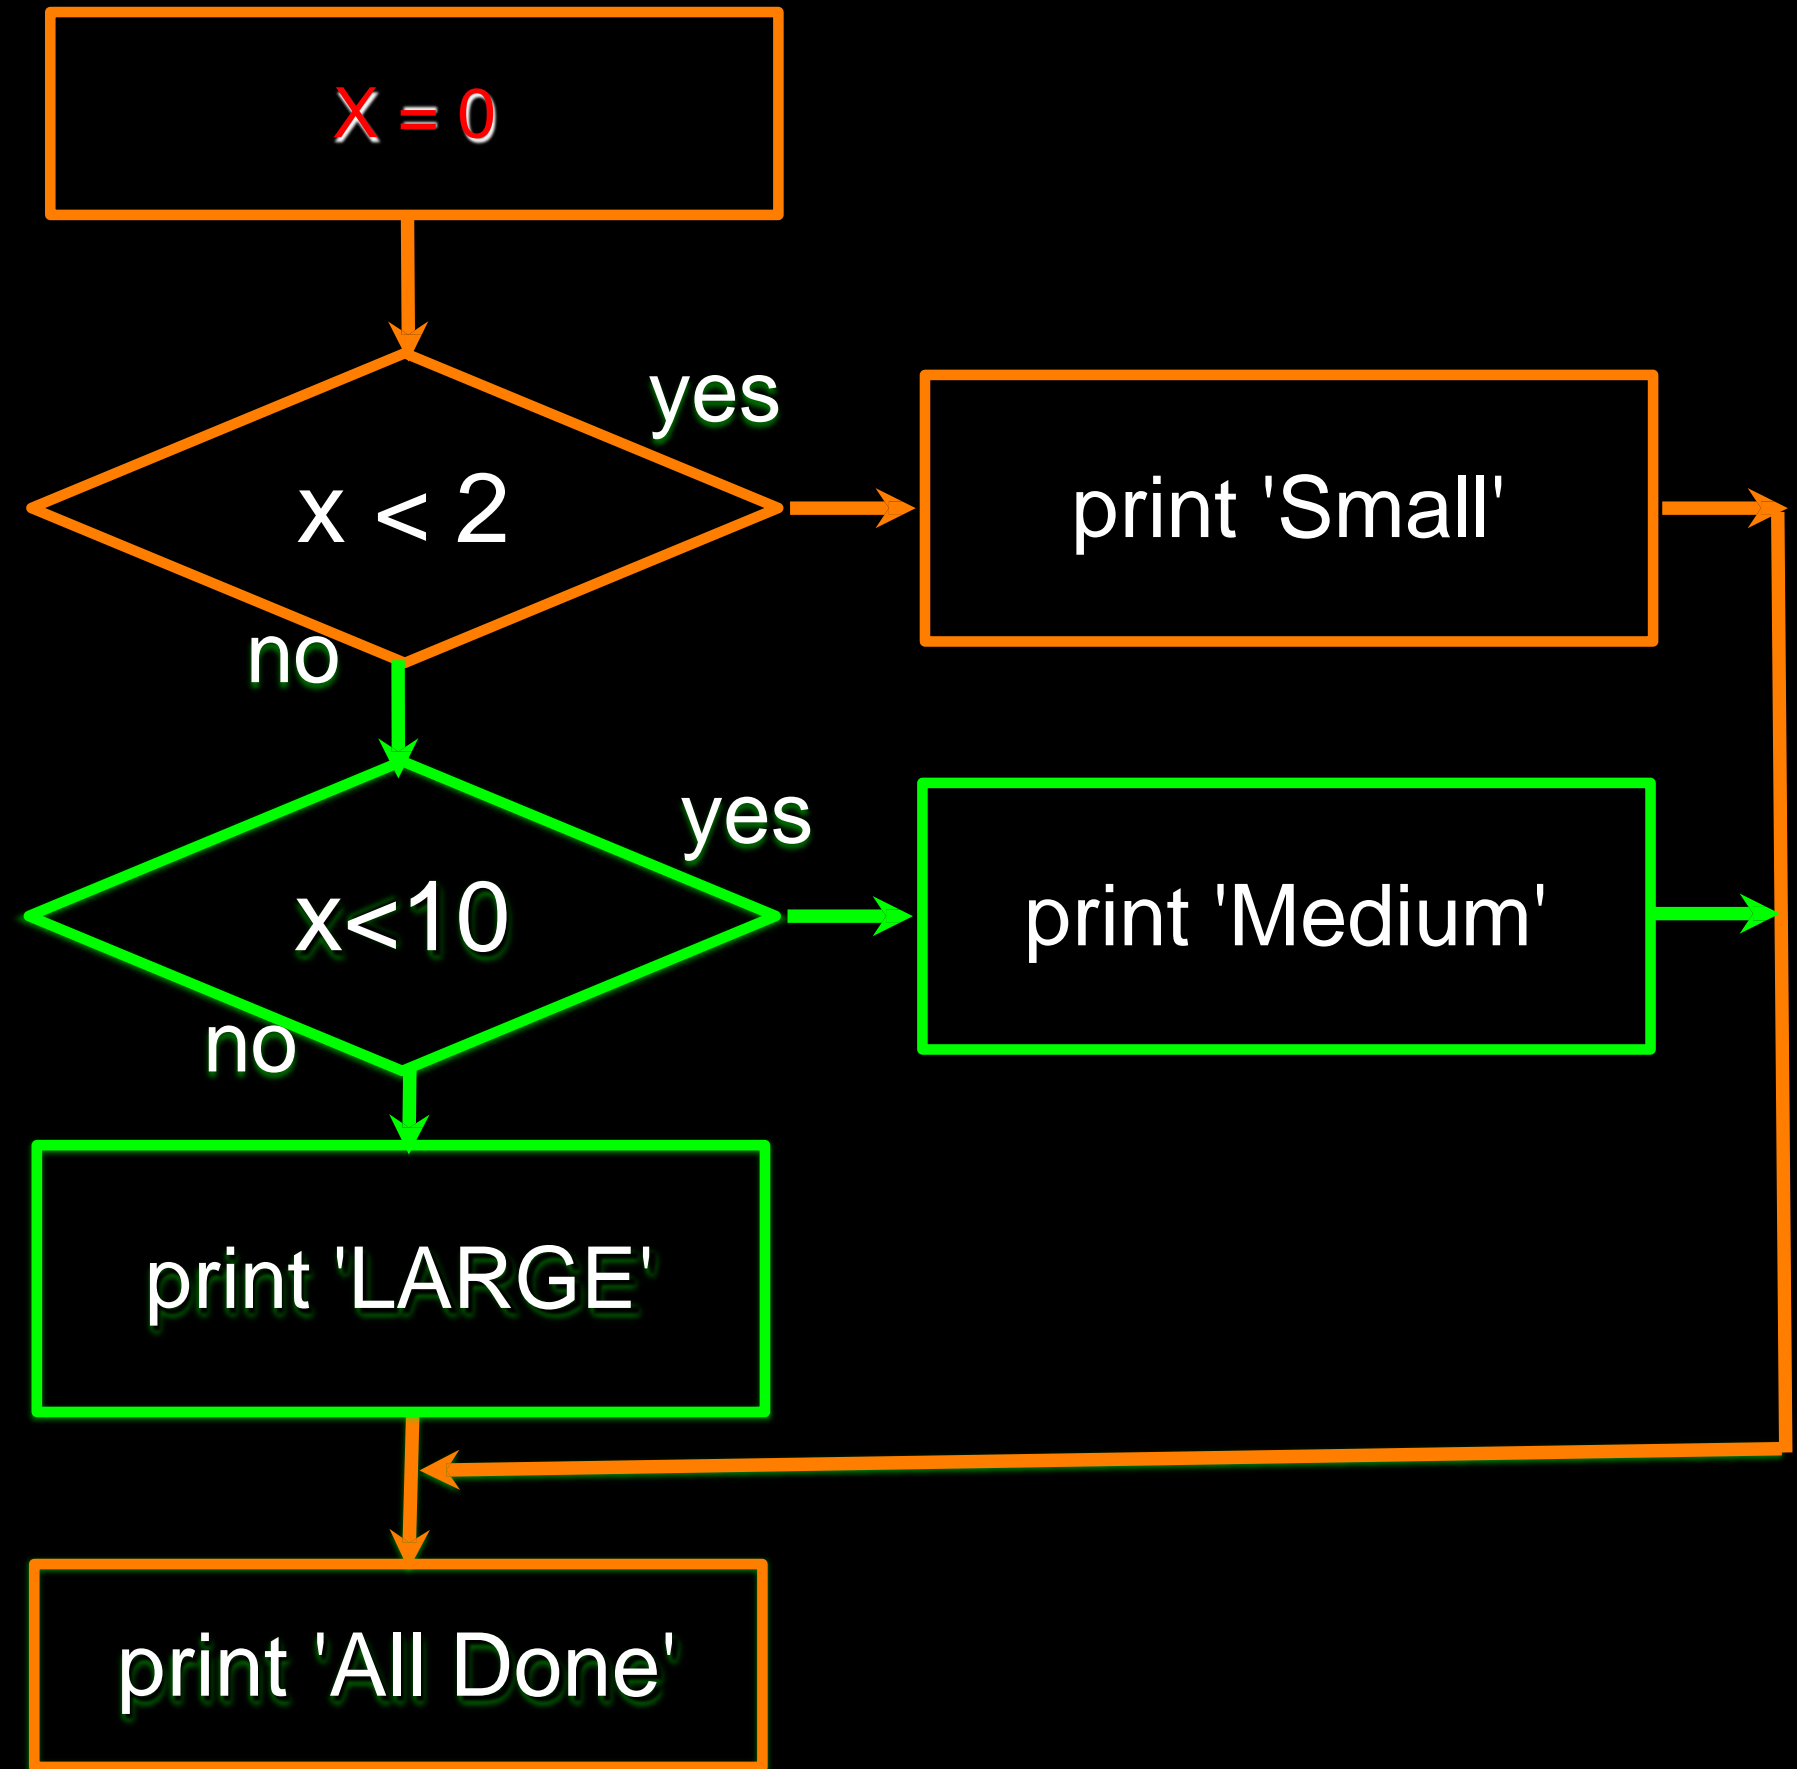 X = 0
yes
x < 2
print 'Small'
no
yes
x<10
print 'Medium'
no
print 'LARGE'
print 'All Done'